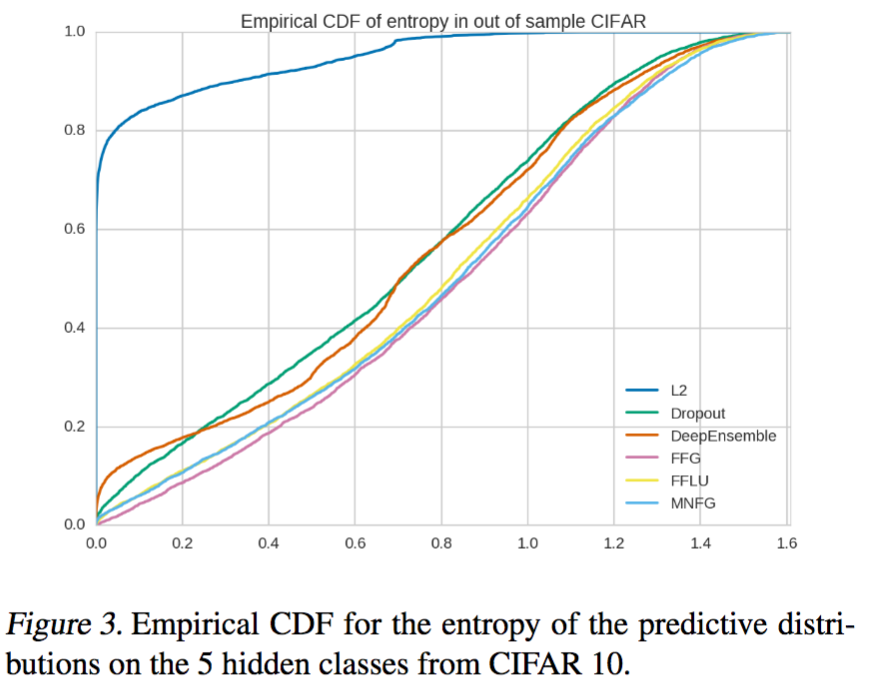 Empirical CDF of entropy in out of sample CIFAR
1.0
0.8
0.6
0.4
0.2
0.0
0.0 0.2 0.4 0.6 0.8 1.0 1.2 1.4 1.6
L2
Dropout
DeepEnsemble
FFG
FFLU
MNFG
Figure 3. Empirical CDF for the entropy of the predictive distri-
butions on the 5 hidden classes from CIFAR 10.